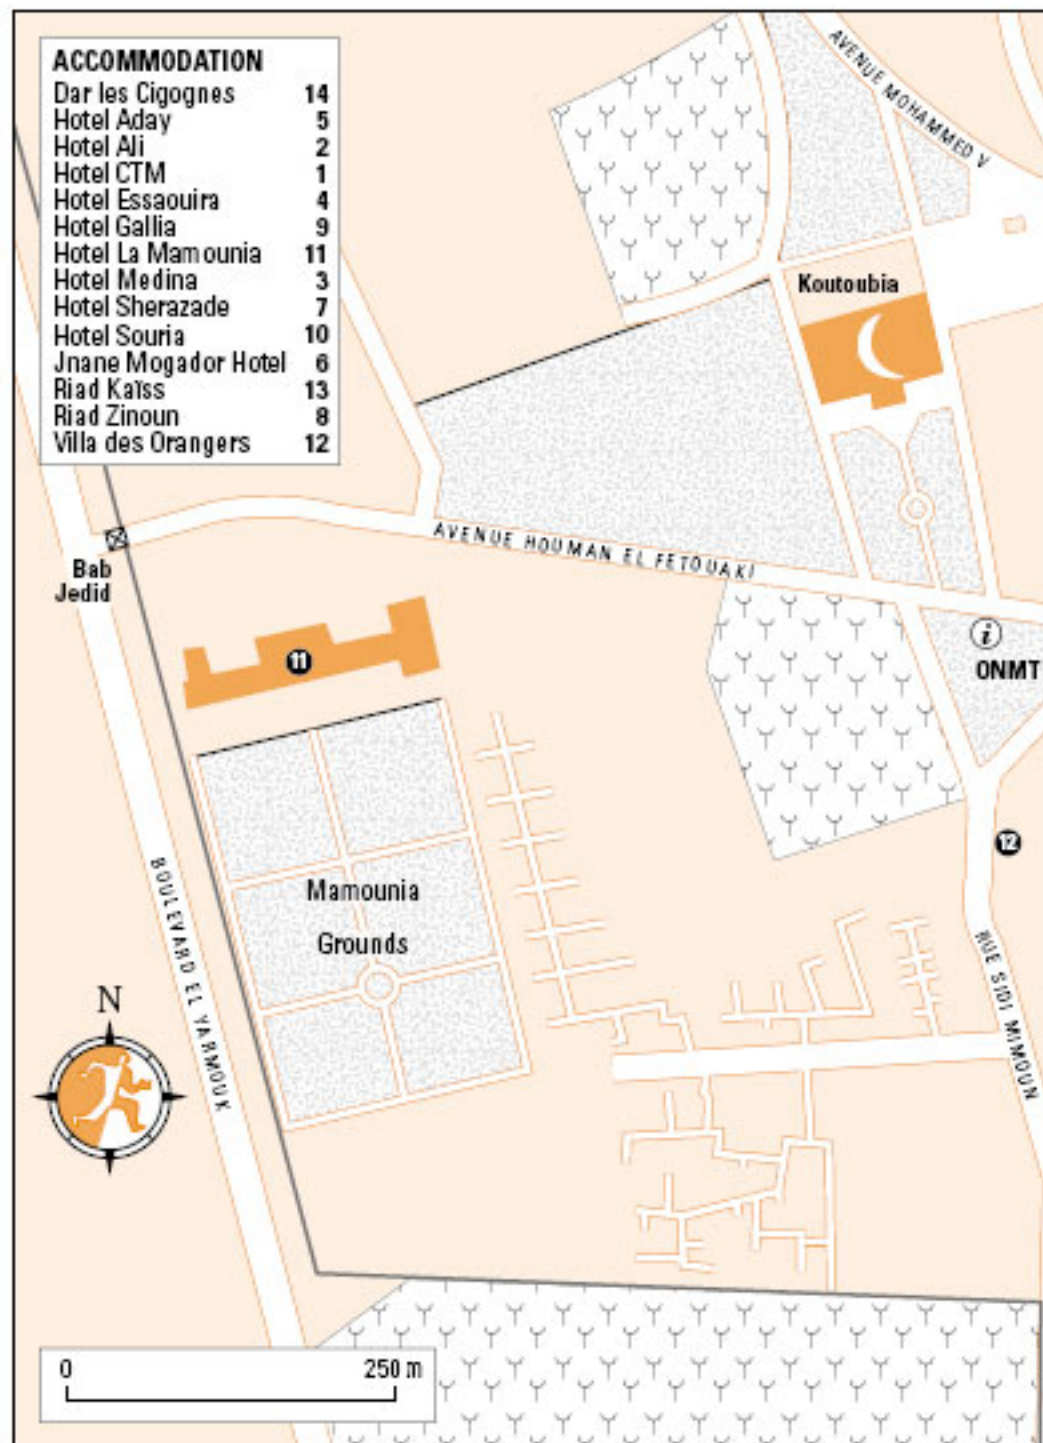 ACCOMMODATION
Dar les Cigognes 14
Hotel Aday 5
Hotel Ali 2
Hotel CTM 1
Hotel Essaouira 4
Hotel Gallia 9
Hotel La Mamounia 11
Hotel Medina 3
Hotel Sherazade 7
Hotel Souria 10
Jnane Mogador Hotel 6
Riad Kaïss 13
Riad Zinoun 8
Villa des Orangers 12
AVENUE MOHAMMED V
Koutoubia
AVENUE HOUMAN EL FETOUAKI
Bab
Jedid
i
ONMT
11
12
Mamounia
Grounds
BOULEVARD EL YARMOUK
RUE SIDI MIMOUN
N
0 250 m